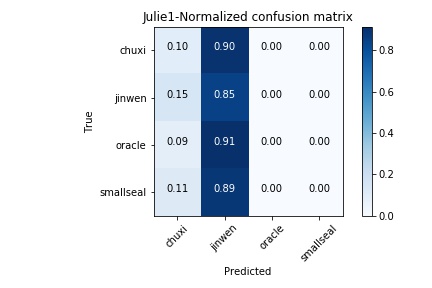 Julie1-Normalized confusion matrix
chuxi 0.10 0.90 0.00 0.00
jinwen 0.15 0.85 0.00 0.00
oracle 0.09 0.91 0.00 0.00
smallseal 0.11 0.89 0.00 0.00
True
chuxi jinwen oracle smallseal
Predicted
0.8
0.6
0.4
0.2
0.0